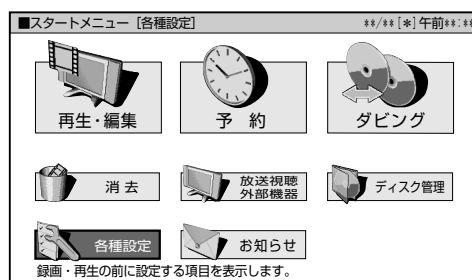 ■スタートメニュー [各種設定]
**/** [*] 午前**:**
再生・編集
予約
ダビング
消去
放送視聴
外部機器
ディスク管理
各種設定
お知らせ
録画・再生の前に設定する項目を表示します。